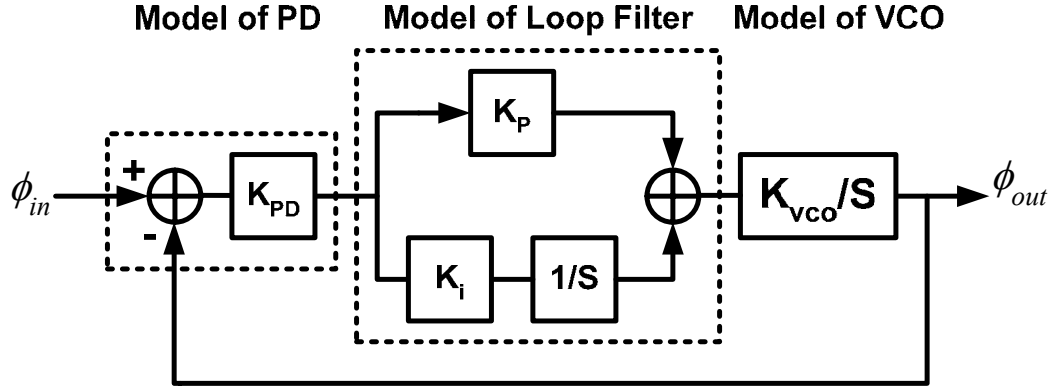 Model of PD
Model of Loop Filter
Model of VCO
K_P
+
ϕ_in
K_PD
K_vco/S
ϕ_out
-
K_i
1/S